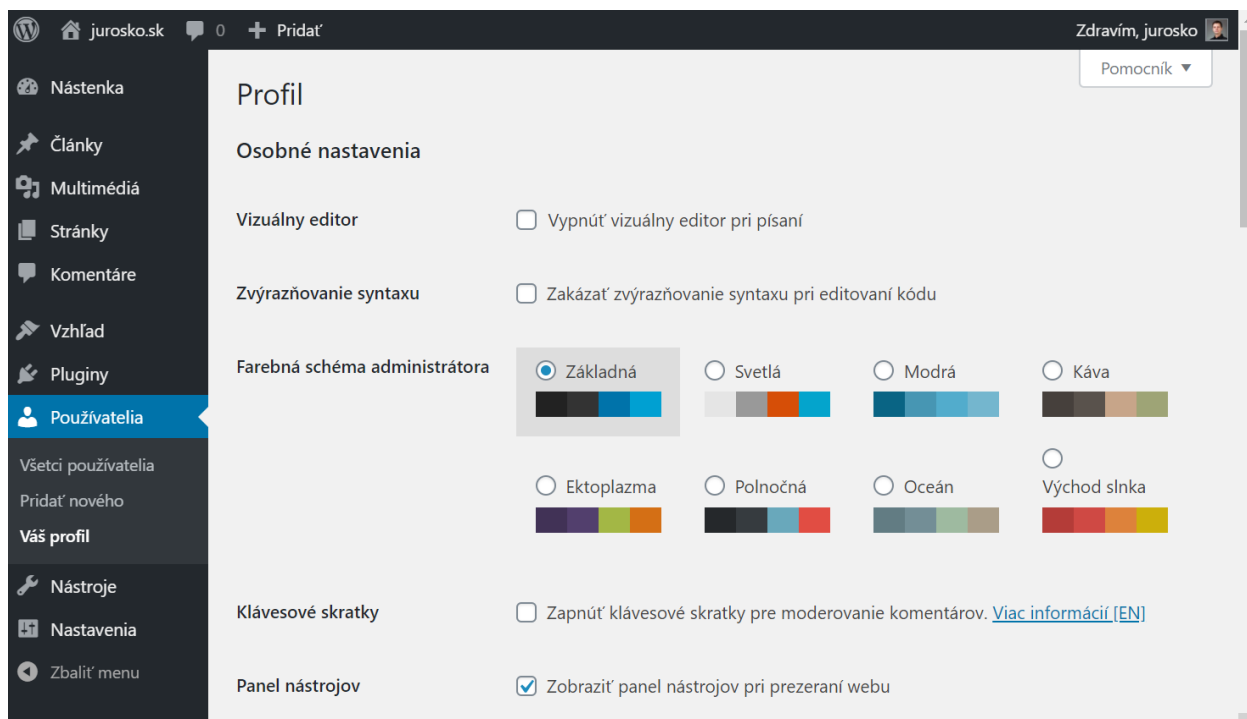 jurosko.sk 0 Pridať Zdravím, jurosko
Pomocník
Nástenka
Články
Multimédiá
Stránky
Komentáre
Vzhľad
Pluginy
Používatelia
Všetci používatelia
Pridať nového
Váš profil
Nástroje
Nastavenia
Zbaliť menu
Profil
Osobné nastavenia
Vizuálny editor Vypnúť vizuálny editor pri písaní
Zvýrazňovanie syntaxu Zakázať zvýrazňovanie syntaxu pri editovaní kódu
Farebná schéma administrátora Základná Svetlá Modrá Káva
Ektoplazma Polnočná Oceán Východ slnka
Klávesové skratky Zapnúť klávesové skratky pre moderovanie komentárov. Viac informácií [EN]
Panel nástrojov Zobraziť panel nástrojov pri prezeraní webu